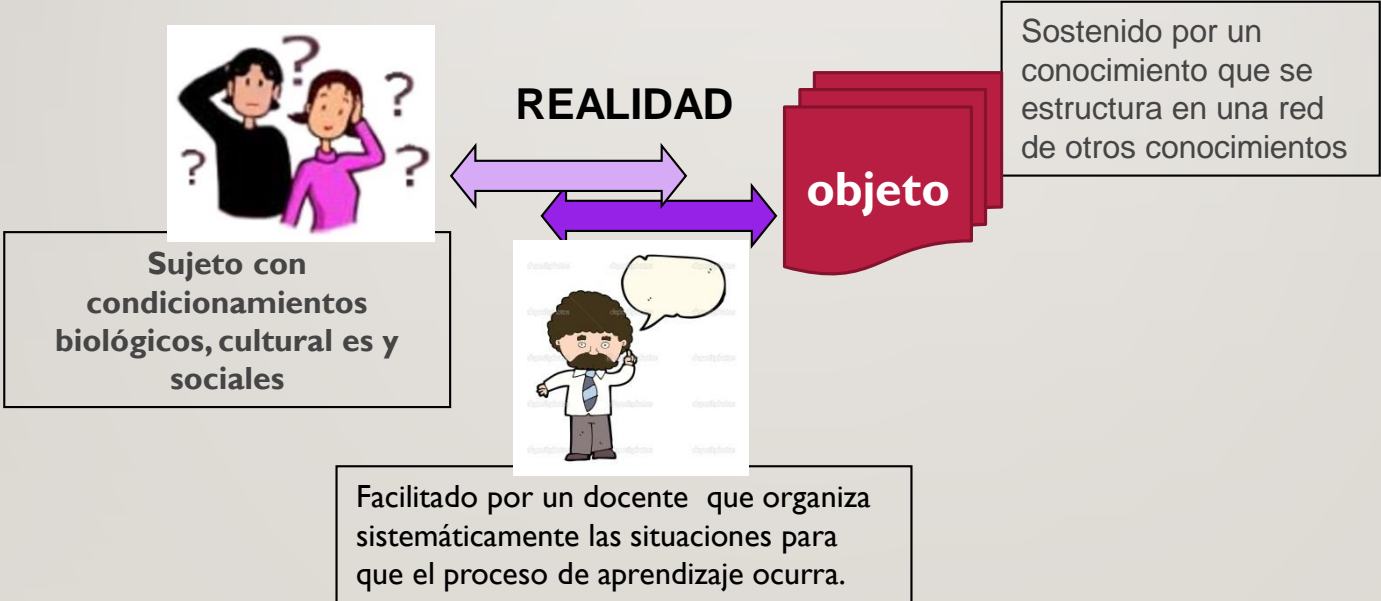 Sostenido por un
conocimiento que se
estructura en una red
de otros conocimientos
REALIDAD
objeto
? ? ? ? ?
Sujeto con
condicionamientos
biológicos, cultural es y
sociales
Facilitado por un docente que organiza
sistemáticamente las situaciones para
que el proceso de aprendizaje ocurra.